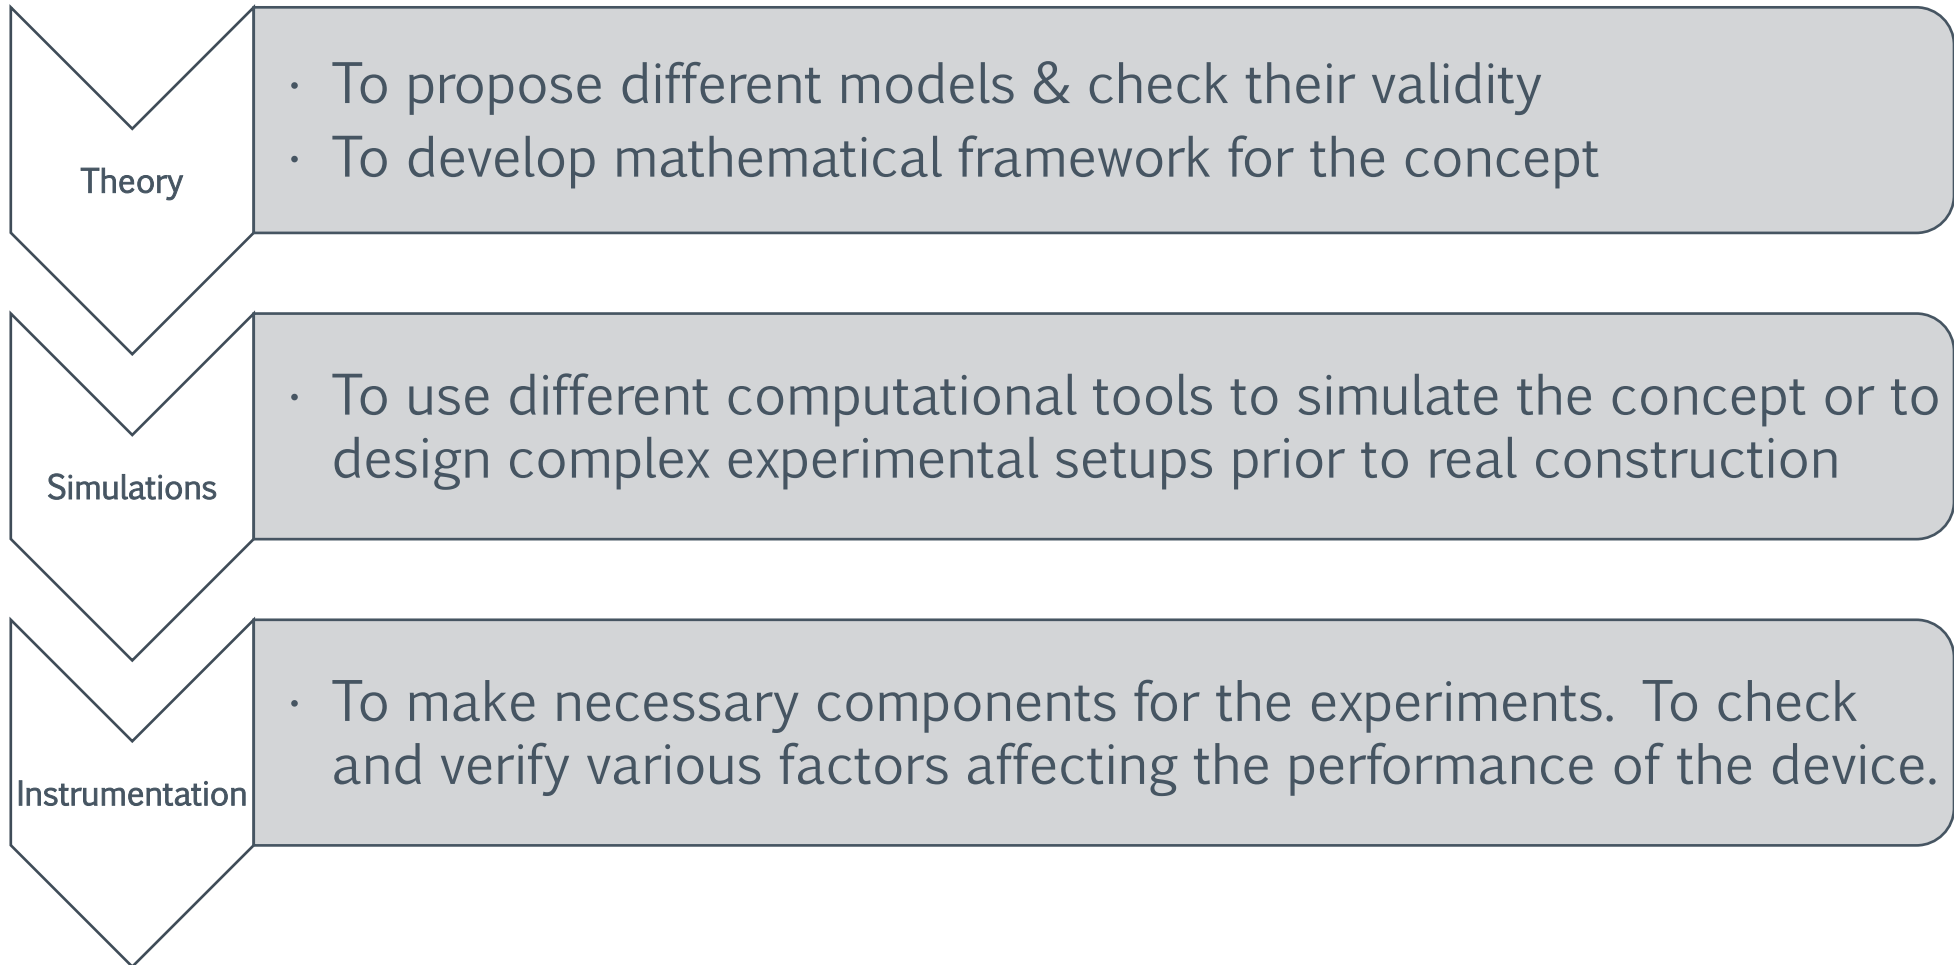 Theory
· To propose different models & check their validity
· To develop mathematical framework for the concept
Simulations
· To use different computational tools to simulate the concept or to
design complex experimental setups prior to real construction
Instrumentation
· To make necessary components for the experiments.  To check
and verify various factors affecting the performance of the device.